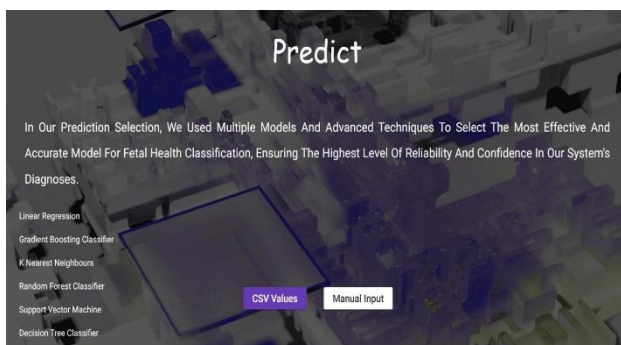 Predict
In Our Prediction Selection, We Used Multiple Models And Advanced Techniques To Select The Most Effective And
Accurate Model For Fetal Health Classification, Ensuring The Highest Level Of Reliability And Confidence In Our System's
Diagnoses.
Linear Regression
Gradient Boosting Classifier
K Nearest Neighbours
Random Forest Classifier
Support Vector Machine
Decision Tree Classifier
CSV Values
Manual Input